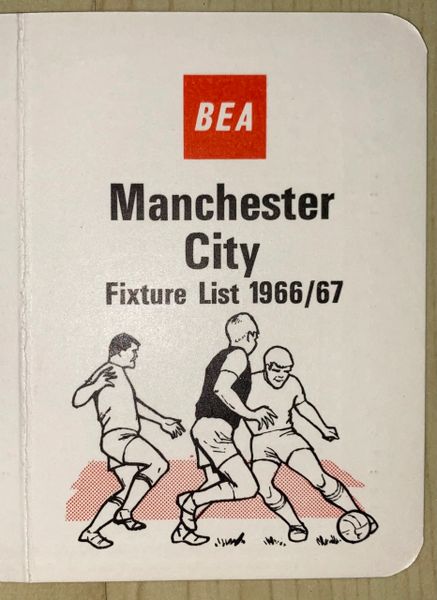 BEA
Manchester
City
Fixture List 1966/67